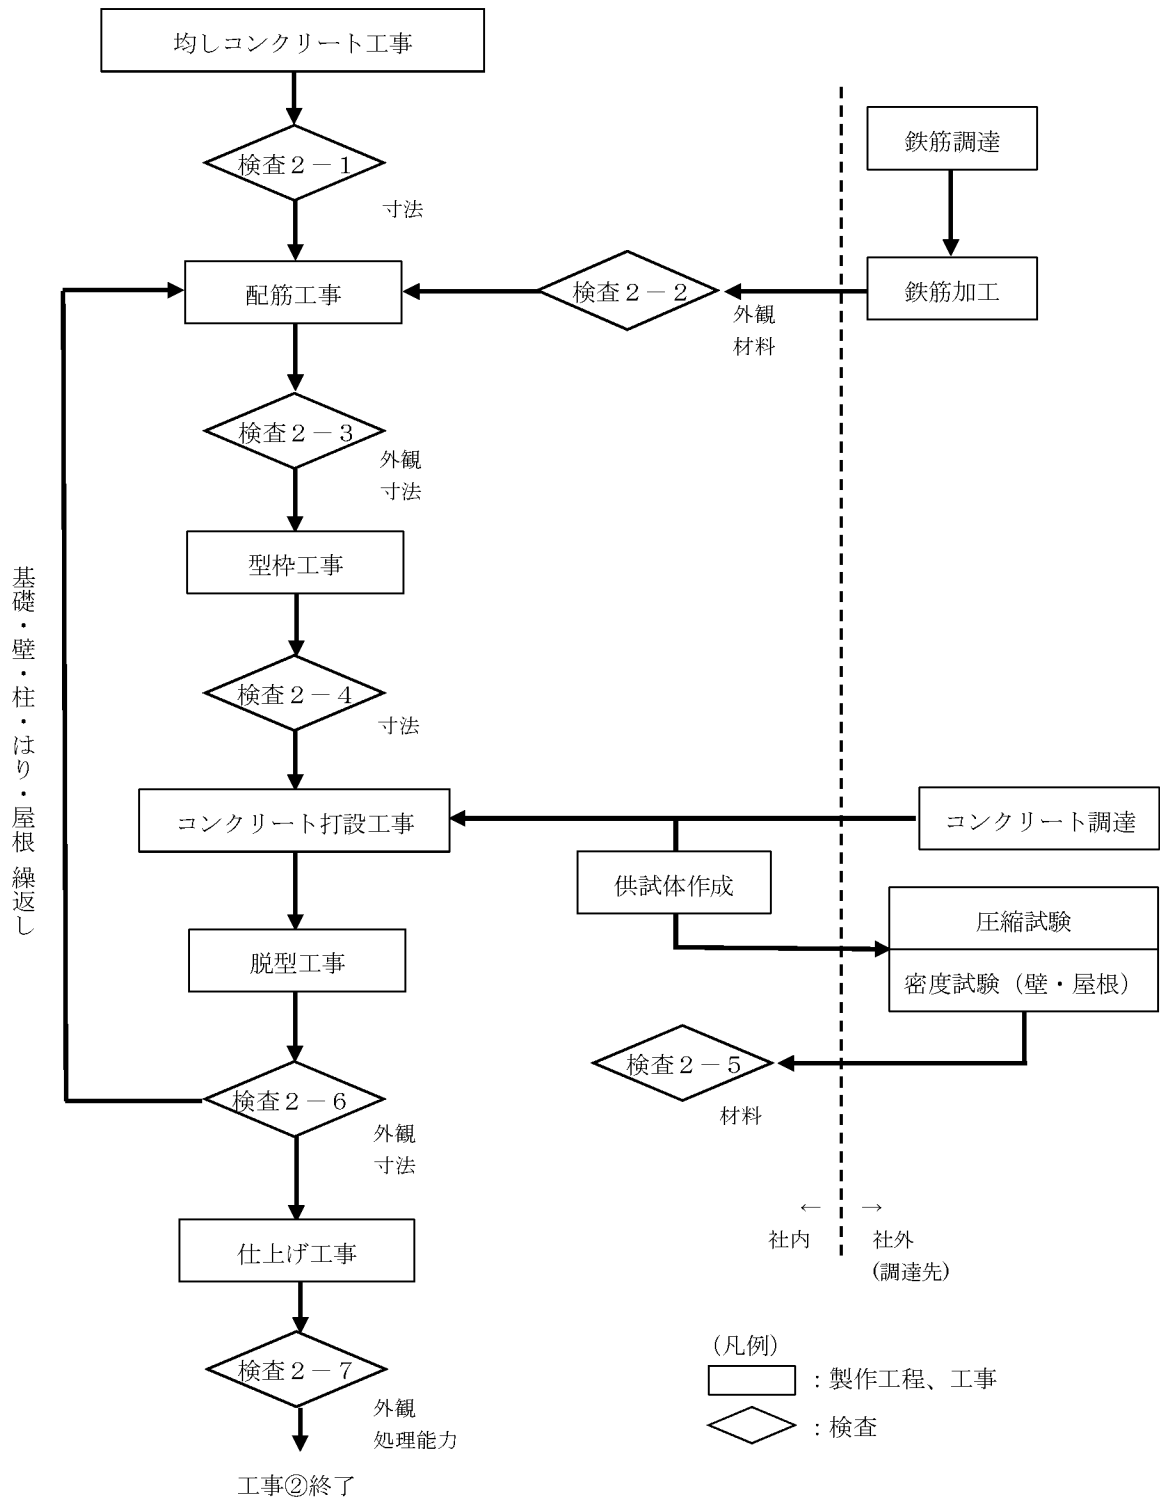 均しコンクリート工事
検査2－1
寸法
鉄筋調達
配筋工事
検査2－2
外観
材料
鉄筋加工
検査2－3
外観
寸法
型枠工事
検査2－4
寸法
コンクリート打設工事
コンクリート調達
供試体作成
圧縮試験
密度試験（壁・屋根）
脱型工事
検査2－5
材料
検査2－6
外観
寸法
基礎・壁・柱・はり・屋根 繰返し
仕上げ工事
検査2－7
外観
処理能力
工事②終了
← →
社内 社外
(調達先)
（凡例）
：製作工程、工事
：検査